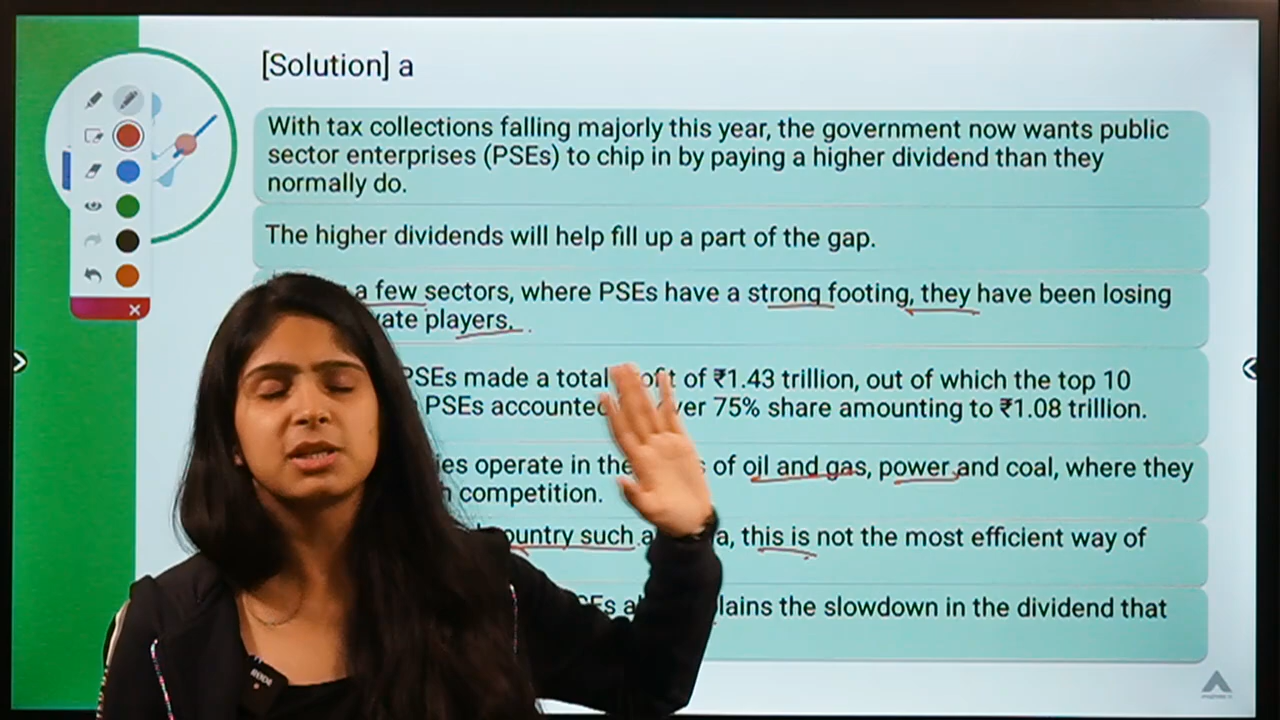 [Solution] a
With tax collections falling majorly this year, the government now wants public
sector enterprises (PSEs) to chip in by paying a higher dividend than they
normally do.
The higher dividends will help fill up a part of the gap.
a few sectors, where PSEs have a strong footing, they have been losing
players.
PSEs made a total of ₹1.43 trillion, out of which the top 10
PSEs accounted 75% share amounting to ₹1.08 trillion.
operate in the of oil and gas, power and coal, where they
competition.
country such this is not the most efficient way of
the slowdown in the dividend that